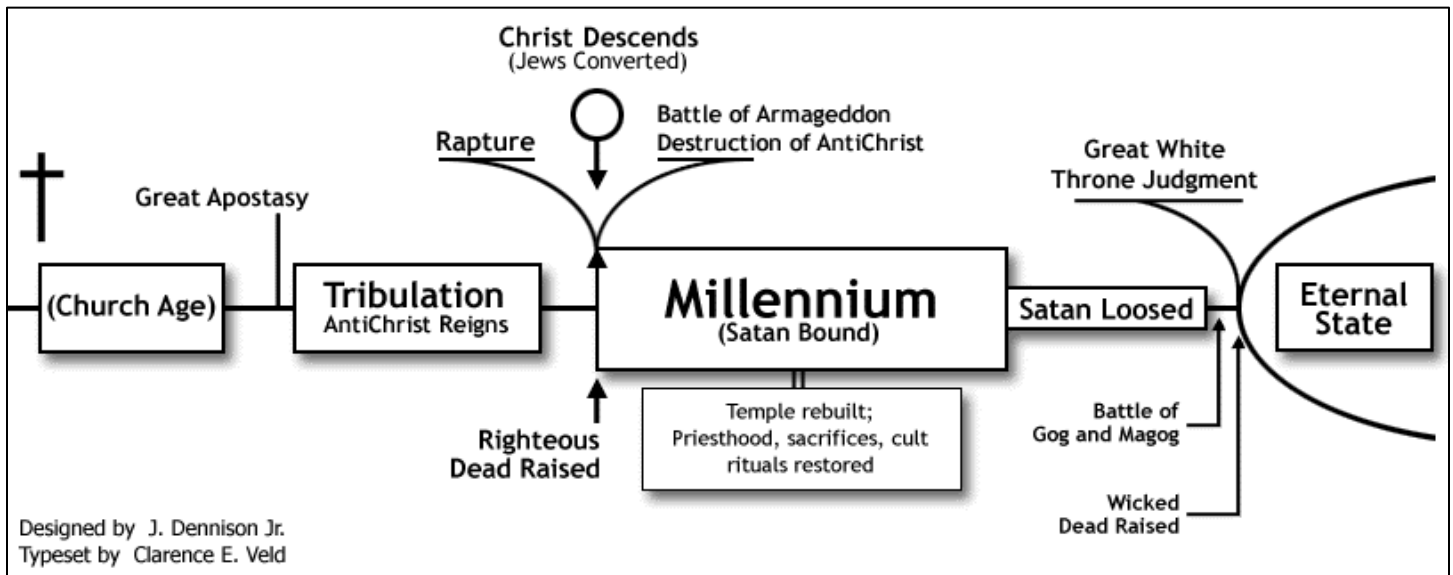 Christ Descends
(Jews Converted)
Rapture
Battle of Armageddon
Destruction of AntiChrist
Great White
Throne Judgment
Great Apostasy
(Church Age)
Tribulation
AntiChrist Reigns
Millennium
(Satan Bound)
Satan Loosed
Eternal
State
Temple rebuilt;
Priesthood, sacrifices, cult
rituals restored
Righteous
Dead Raised
Battle of
Gog and Magog
Wicked
Dead Raised
Designed by J. Dennison Jr.
Typeset by Clarence E. Veld